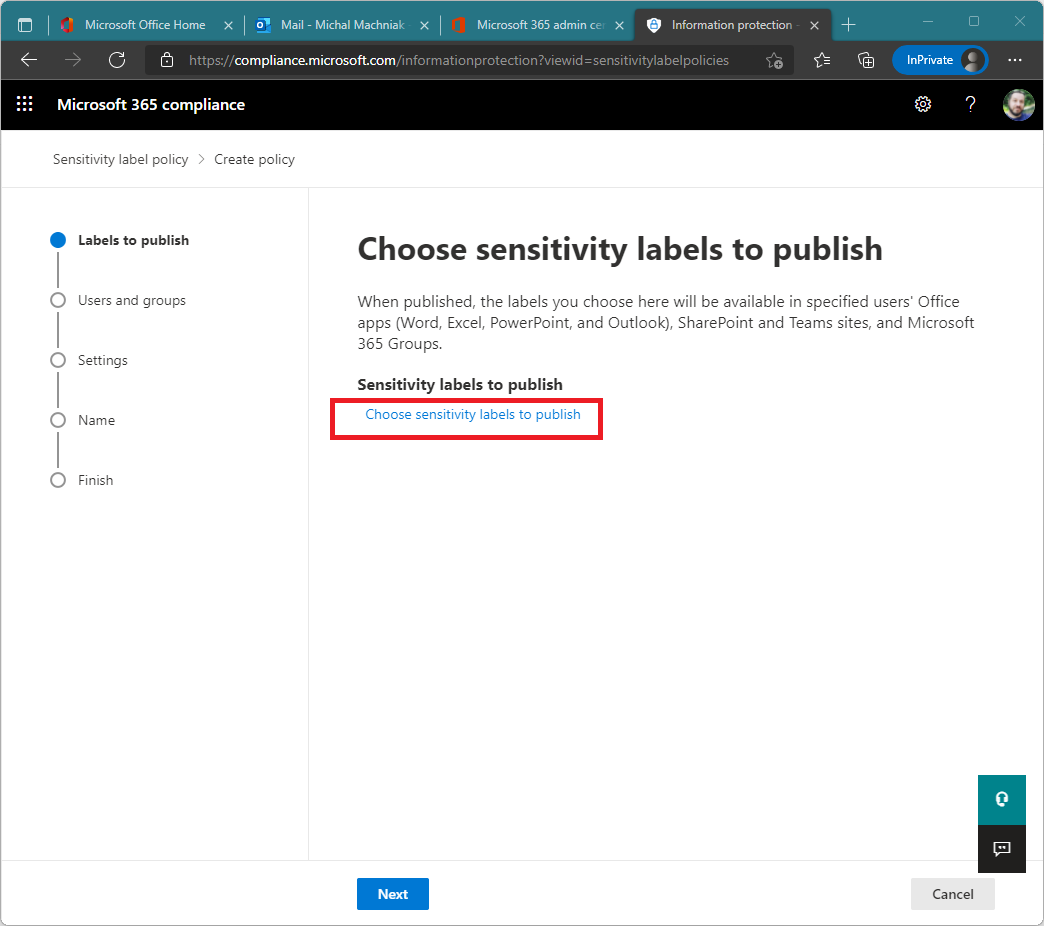 Microsoft Office Home
Mail - Michal Machniak
Microsoft 365 admin ce
Information protection -
https://compliance.microsoft.com/informationprotection?viewid=sensitivitylabelpolicies
InPrivate
Microsoft 365 compliance
?
Sensitivity label policy > Create policy
Labels to publish
Users and groups
Settings
Name
Finish
Choose sensitivity labels to publish
When published, the labels you choose here will be available in specified users' Office
apps (Word, Excel, PowerPoint, and Outlook), SharePoint and Teams sites, and Microsoft
365 Groups.
Sensitivity labels to publish
Choose sensitivity labels to publish
Next
Cancel